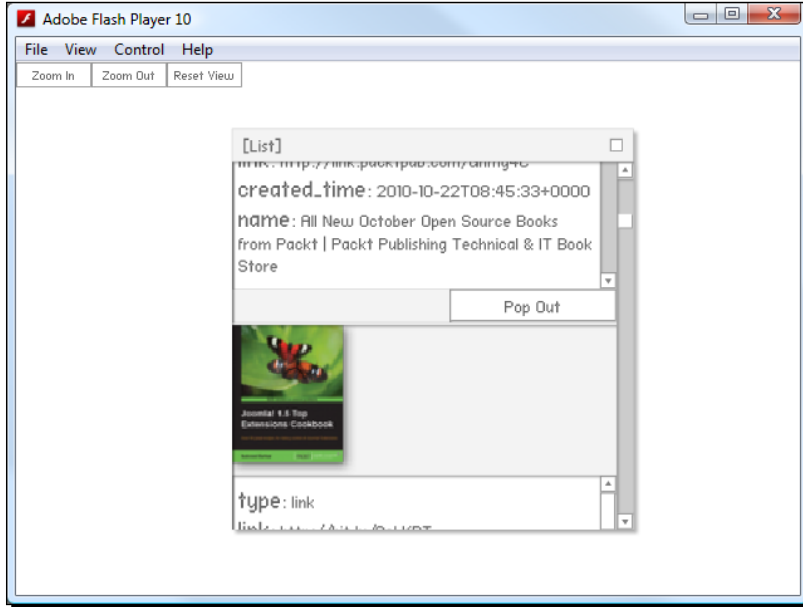 Adobe Flash Player 10
File View Control Help
Zoom In Zoom Out Reset View
[List]
created_time: 2010-10-22T08:45:33+0000
name: All New October Open Source Books
from Packt | Packt Publishing Technical & IT Book
Store
Pop Out
Joomla! 1.5 Top
Extensions Cookbook
type: link